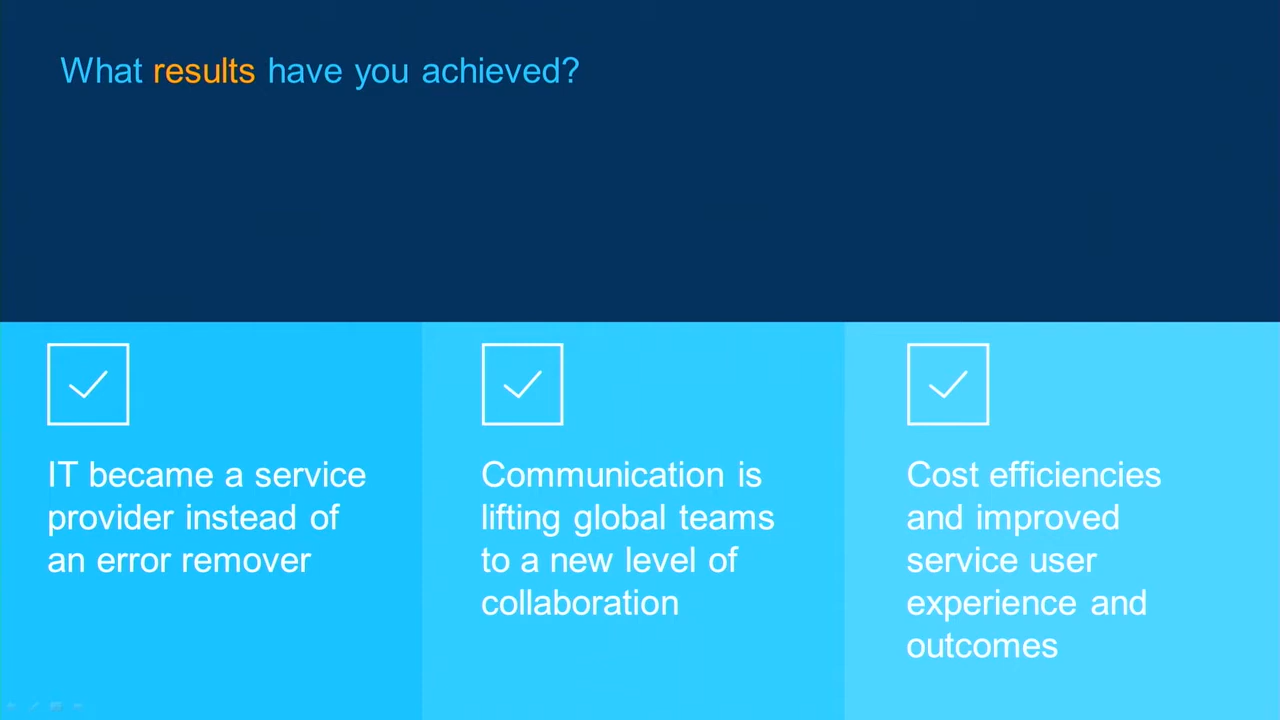 What results have you achieved?
IT became a service
provider instead of
an error remover
Communication is
lifting global teams
to a new level of
collaboration
Cost efficiencies
and improved
service user
experience and
outcomes